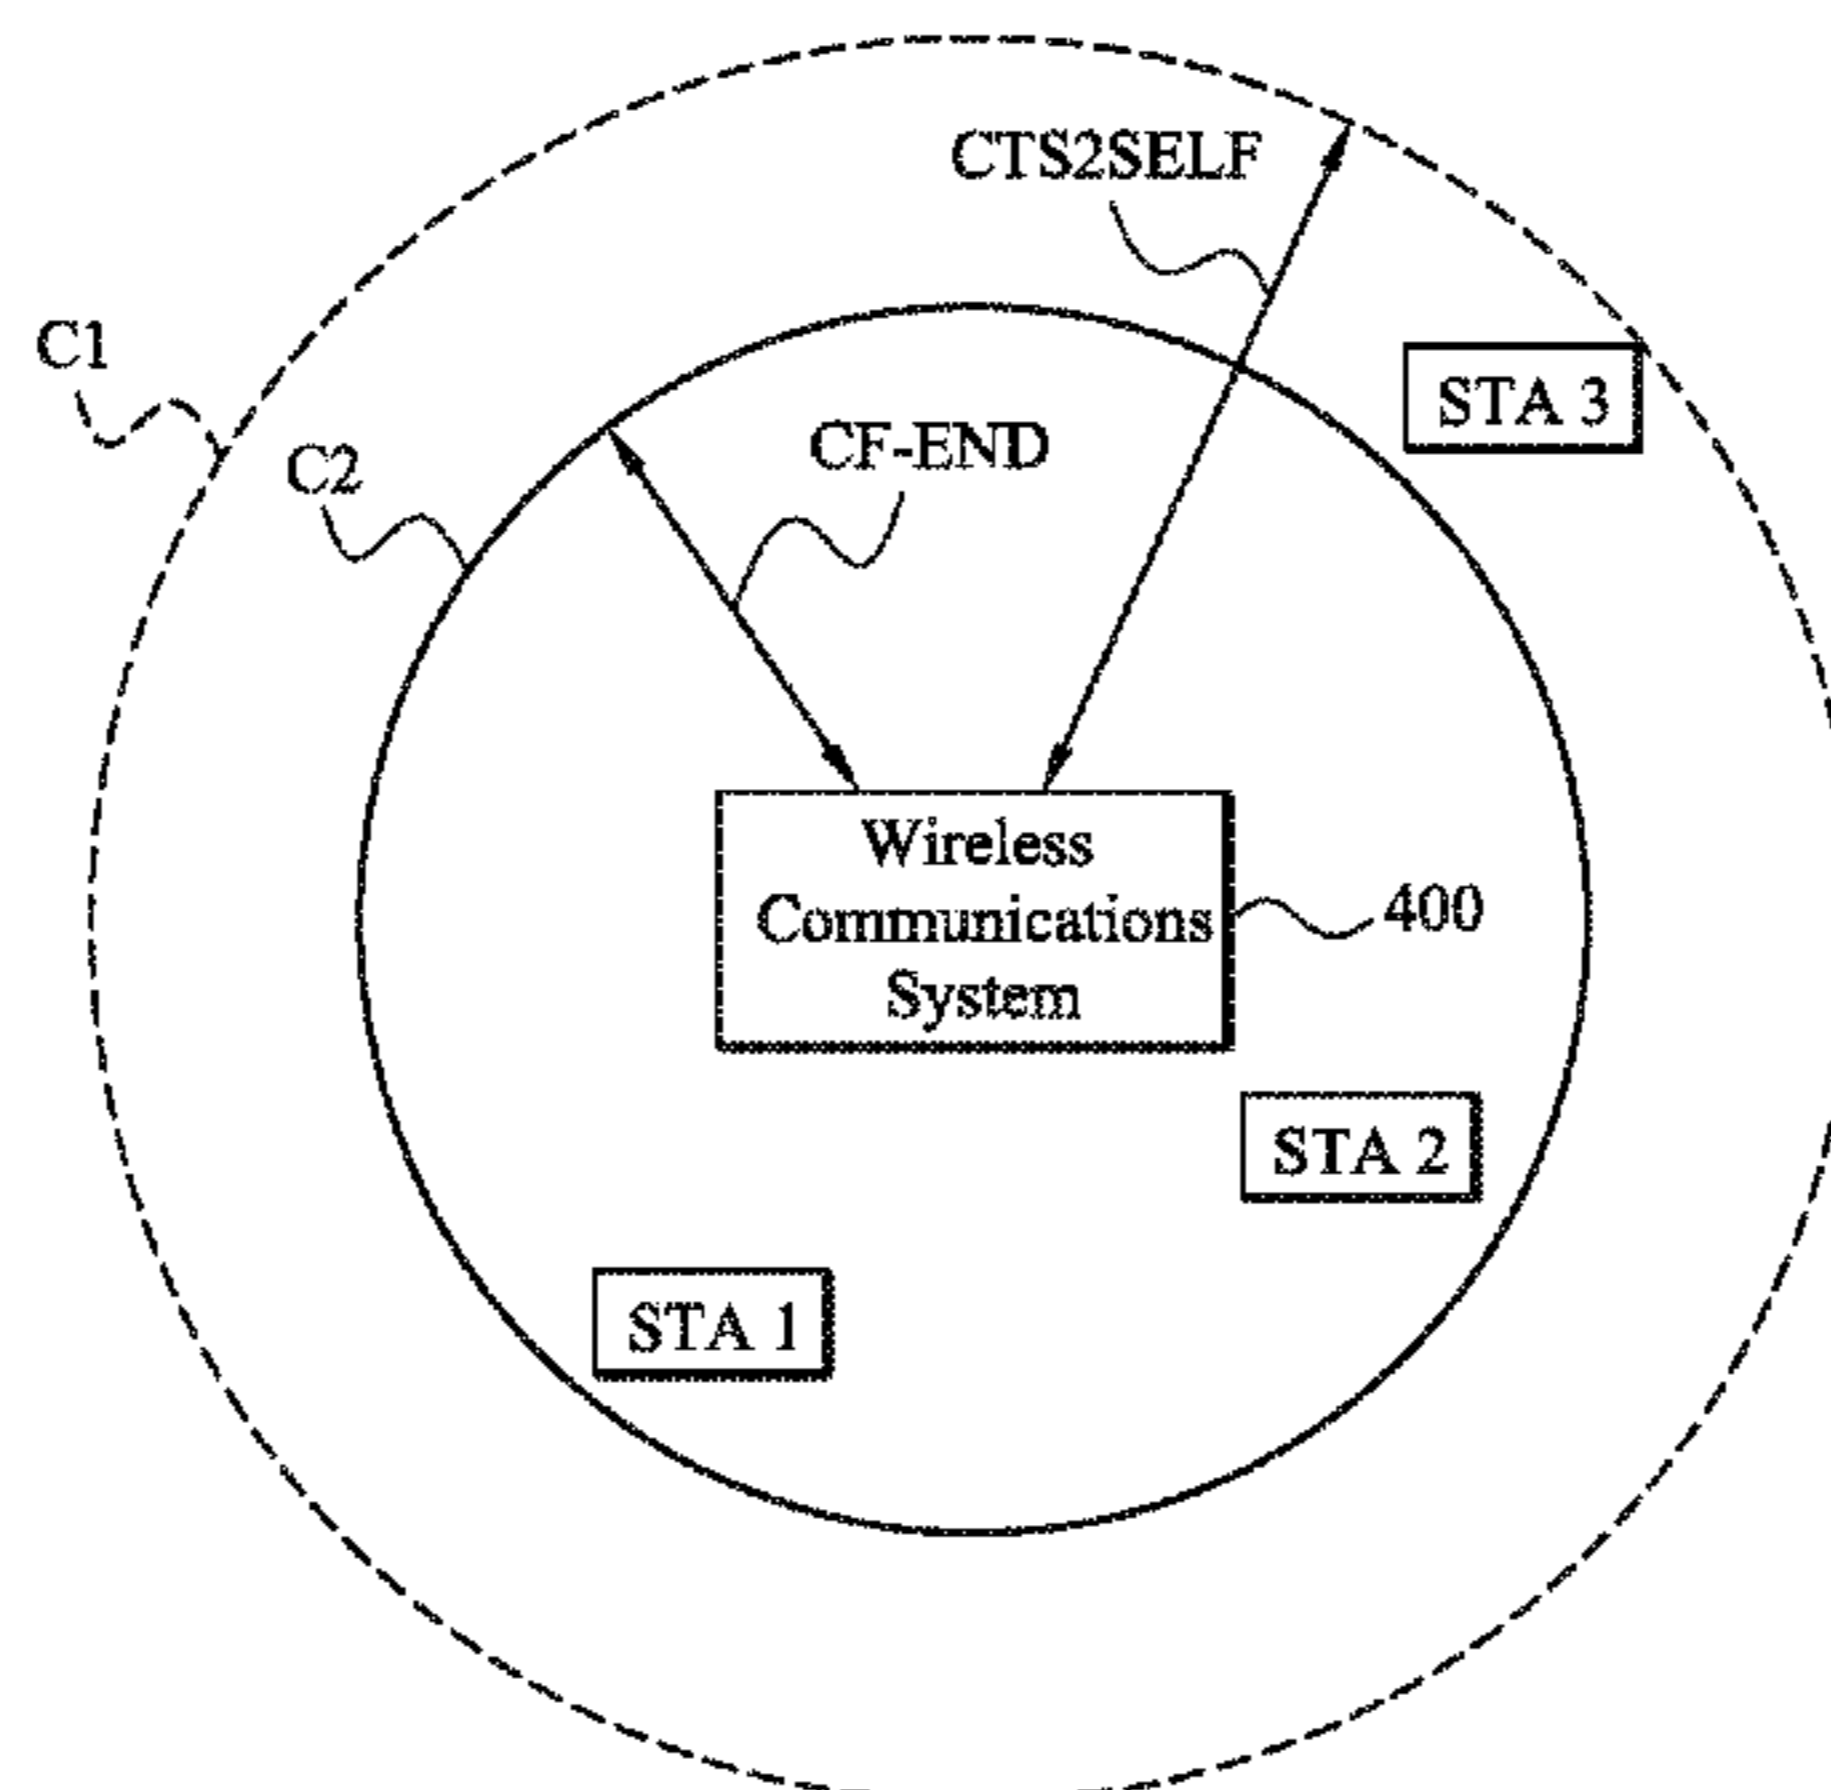 CTS2SELF
C1
STA 3
CF-END
C2
Wireless
Communications
System
400
STA 2
STA 1